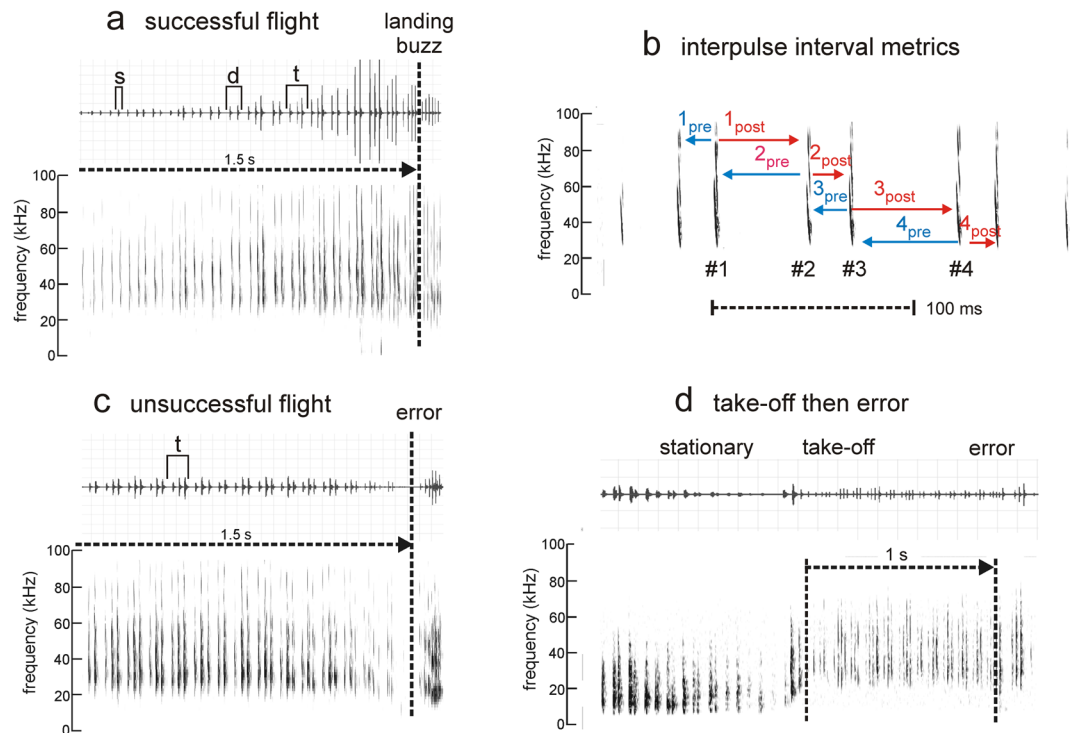 a successful flight
landing
buzz
s
d
t
1.5 s
frequency (kHz)
100
80
60
40
20
0
b interpulse interval metrics
frequency (kHz)
100
80
60
40
20
0
1pre
1post
2pre
2post
3pre
3post
4pre
4post
#1
#2
#3
#4
100 ms
c unsuccessful flight
error
t
1.5 s
frequency (kHz)
100
80
60
40
20
0
d take-off then error
stationary
take-off
error
1 s
frequency (kHz)
100
80
60
40
20
0